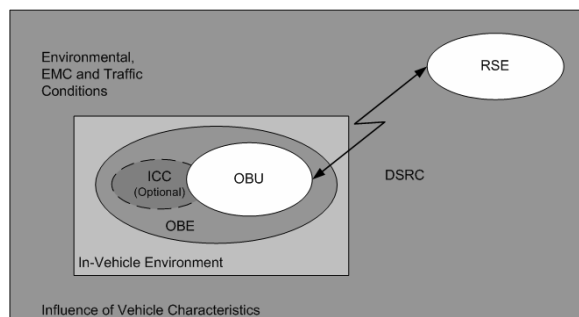 Environmental,
EMC and Traffic
Conditions
RSE
ICC
(Optional)
OBU
DSRC
OBE
In-Vehicle Environment
Influence of Vehicle Characteristics